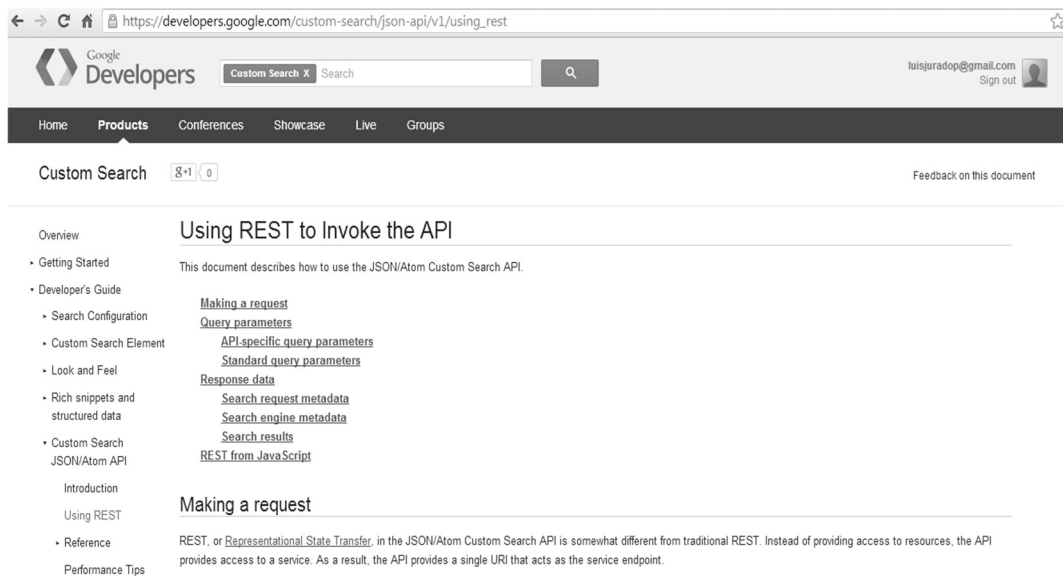 https://developers.google.com/custom-search/json-api/v1/using_rest
Google
Developers
Custom Search X Search
luisjuradop@gmail.com
Sign out
Home Products Conferences Showcase Live Groups
Custom Search
g+1 0
Feedback on this document
Overview
Getting Started
Developer's Guide
Search Configuration
Custom Search Element
Look and Feel
Rich snippets and
structured data
Custom Search
JSON/Atom API
Introduction
Using REST
Reference
Performance Tips
Using REST to Invoke the API
This document describes how to use the JSON/Atom Custom Search API.
Making a request
Query parameters
API-specific query parameters
Standard query parameters
Response data
Search request metadata
Search engine metadata
Search results
REST from JavaScript
Making a request
REST, or Representational State Transfer, in the JSON/Atom Custom Search API is somewhat different from traditional REST. Instead of providing access to resources, the API
provides access to a service. As a result, the API provides a single URI that acts as the service endpoint.